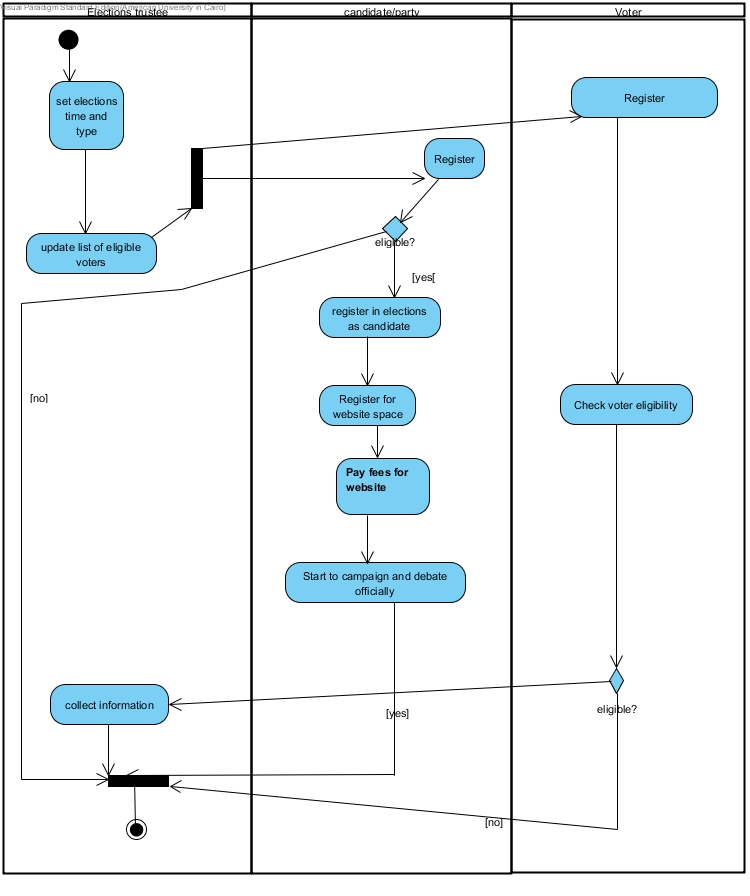 Visual Paradigm Standard Edition(American University in Cairo)
Elections trustee
candidate/party
Voter
set elections
time and
type
Register
Register
update list of eligible
voters
eligible?
[yes[
register in elections
as candidate
[no]
Register for
website space
Check voter eligibility
Pay fees for
website
Start to campaign and debate
officially
collect information
eligible?
[yes]
[no]